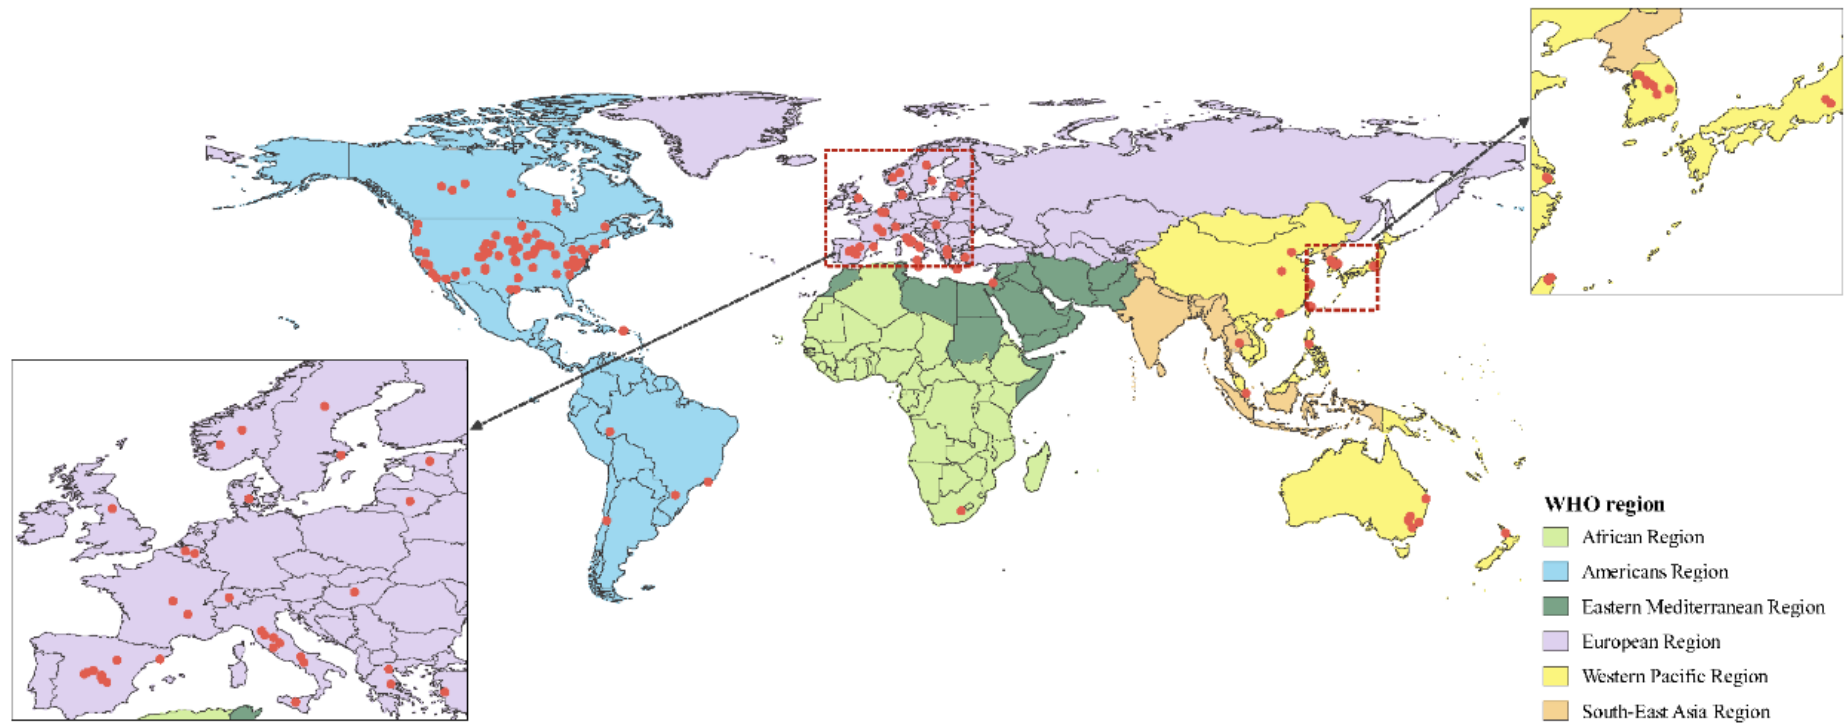 WHO region
African Region
Americans Region
Eastern Mediterranean Region
European Region
Western Pacific Region
South-East Asia Region